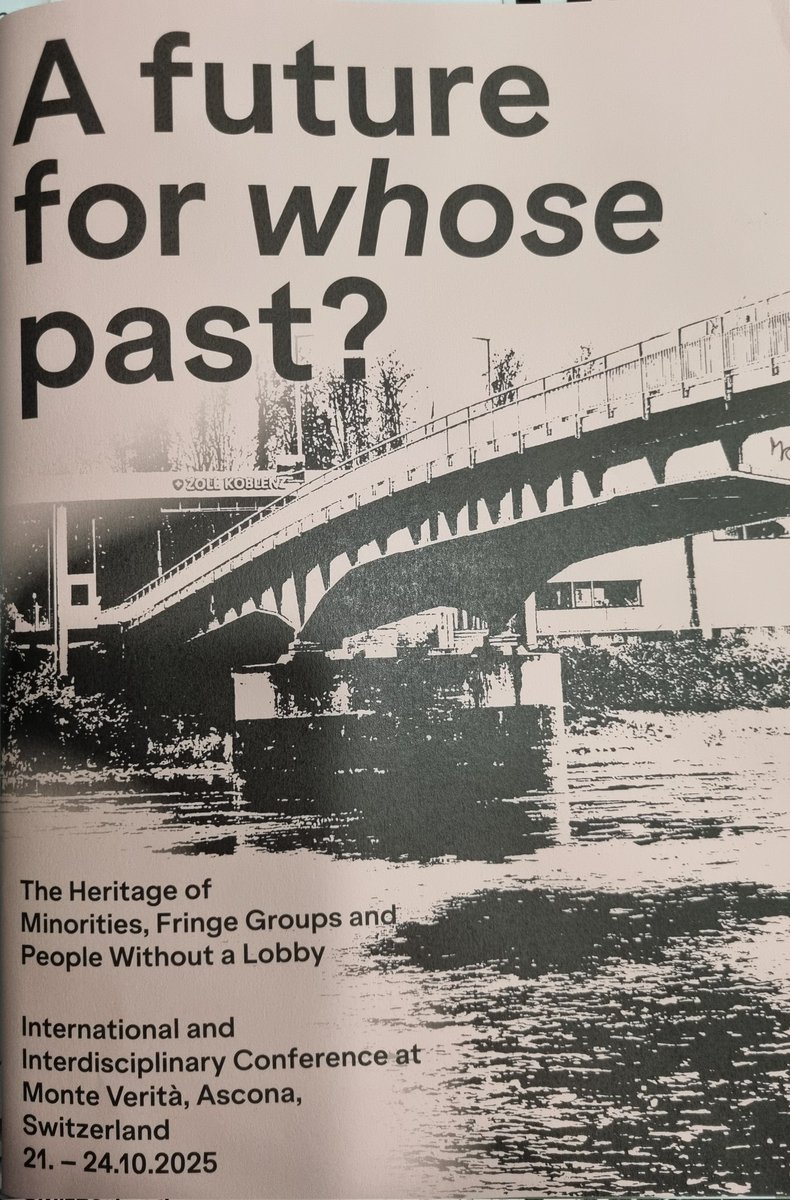 A future
for whose
past?
ZOLL KOBLENZ
The Heritage of
Minorities, Fringe Groups and
People Without a Lobby
International and
Interdisciplinary Conference at
Monte Verità, Ascona,
Switzerland
21. – 24.10.2025